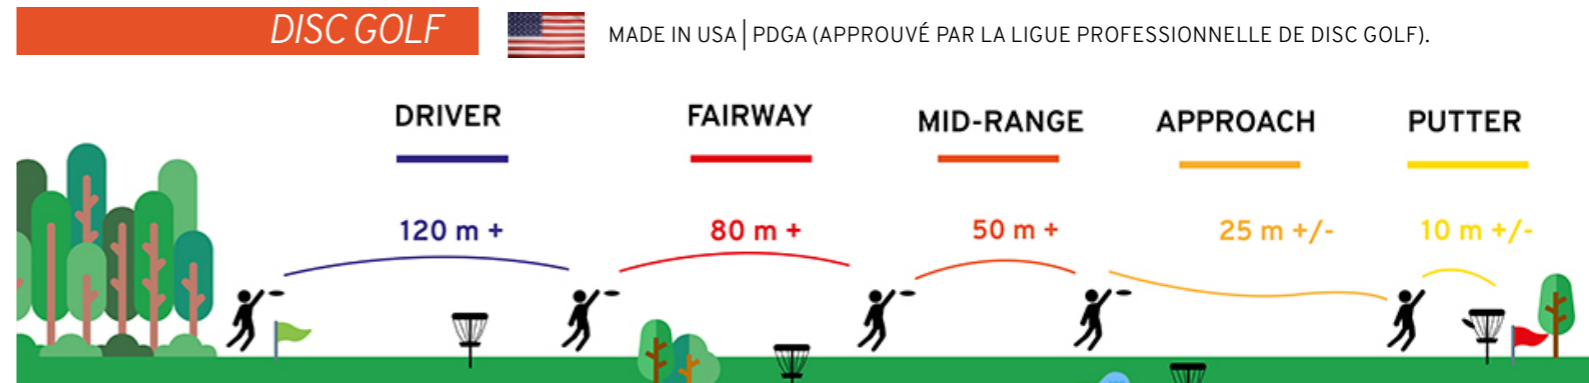 DISC GOLF
MADE IN USA | PDGA (APPROUVÉ PAR LA LIGUE PROFESSIONNELLE DE DISC GOLF).
DRIVER
FAIRWAY
MID-RANGE
APPROACH
PUTTER
120 m +
80 m +
50 m +
25 m +/-
10 m +/-